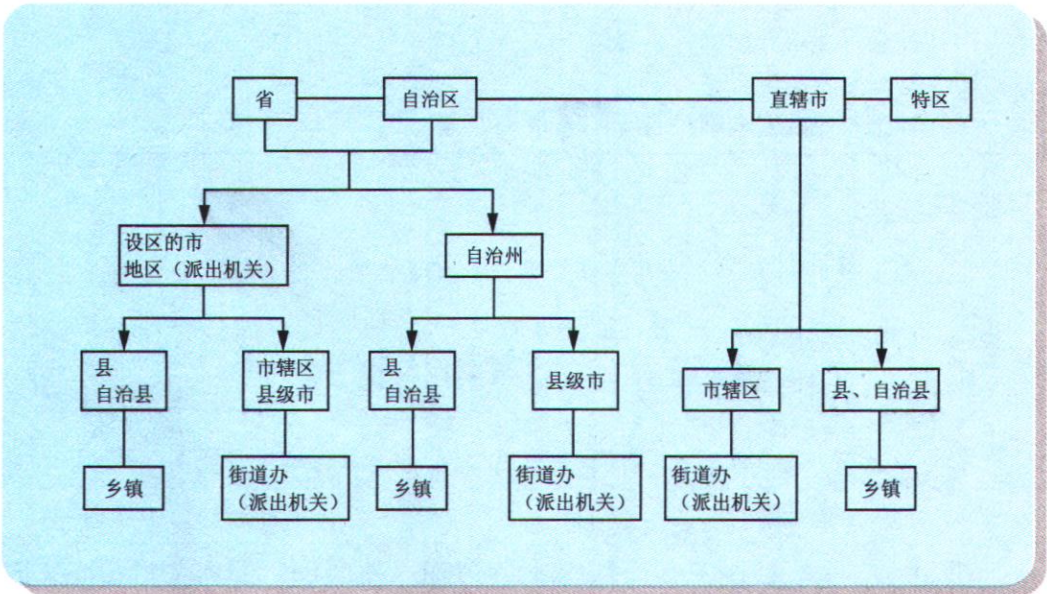 省
自治区
直辖市
特区
设区的市
地区（派出机关）
自治州
县
自治县
市辖区
县级市
县
自治县
县级市
市辖区
县、自治县
乡镇
街道办
（派出机关）
乡镇
街道办
（派出机关）
街道办
（派出机关）
乡镇